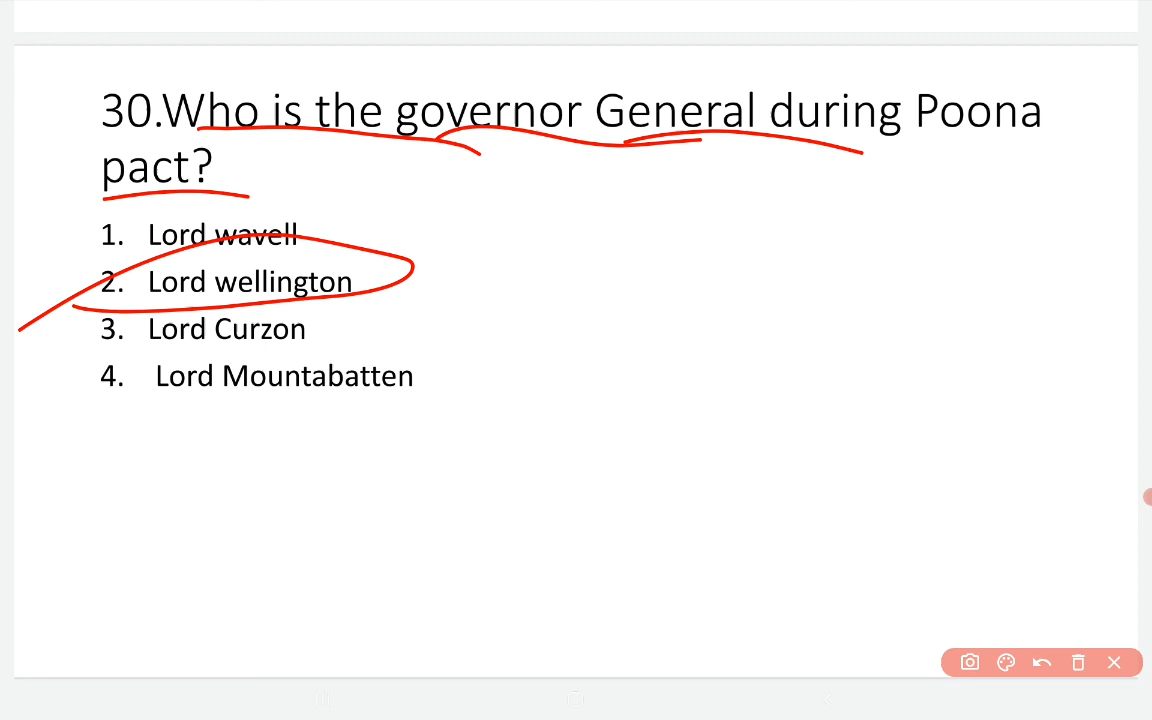 30.Who is the governor General during Poona
pact?
1. Lord wavell
2. Lord wellington
3. Lord Curzon
4. Lord Mountabatten